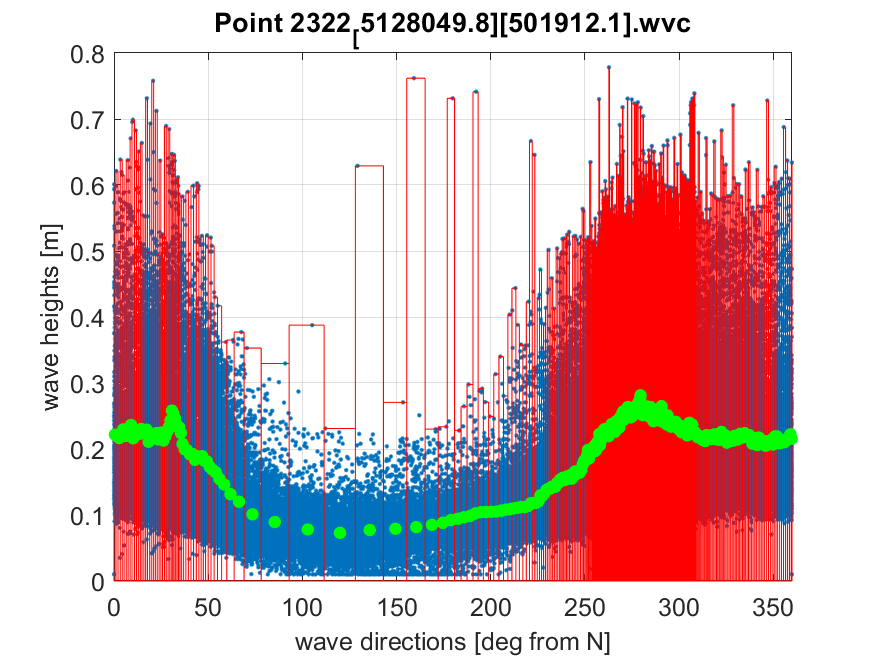 Point 2322[5128049.8][501912.1].wvc
0.8
0.7
0.6
0.5
0.4
0.3
0.2
0.1
0
wave heights [m]
0 50 100 150 200 250 300 350
wave directions [deg from N]